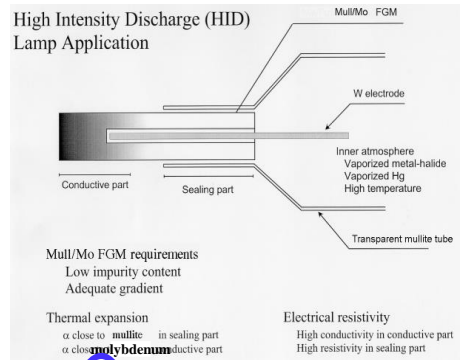 High Intensity Discharge (HID)
Lamp Application
Mull/Mo FGM
W electrode
Inner atmosphere
Vaporized metal-halide
Vaporized Hg
High temperature
Conductive part
Sealing part
Transparent mullite tube
Mull/Mo FGM requirements
Low impurity content
Adequate gradient
Thermal expansion
α close to mullite in sealing part
α close molybdenum ductive part
Electrical resistivity
High conductivity in conductive part
High resistivity in sealing part